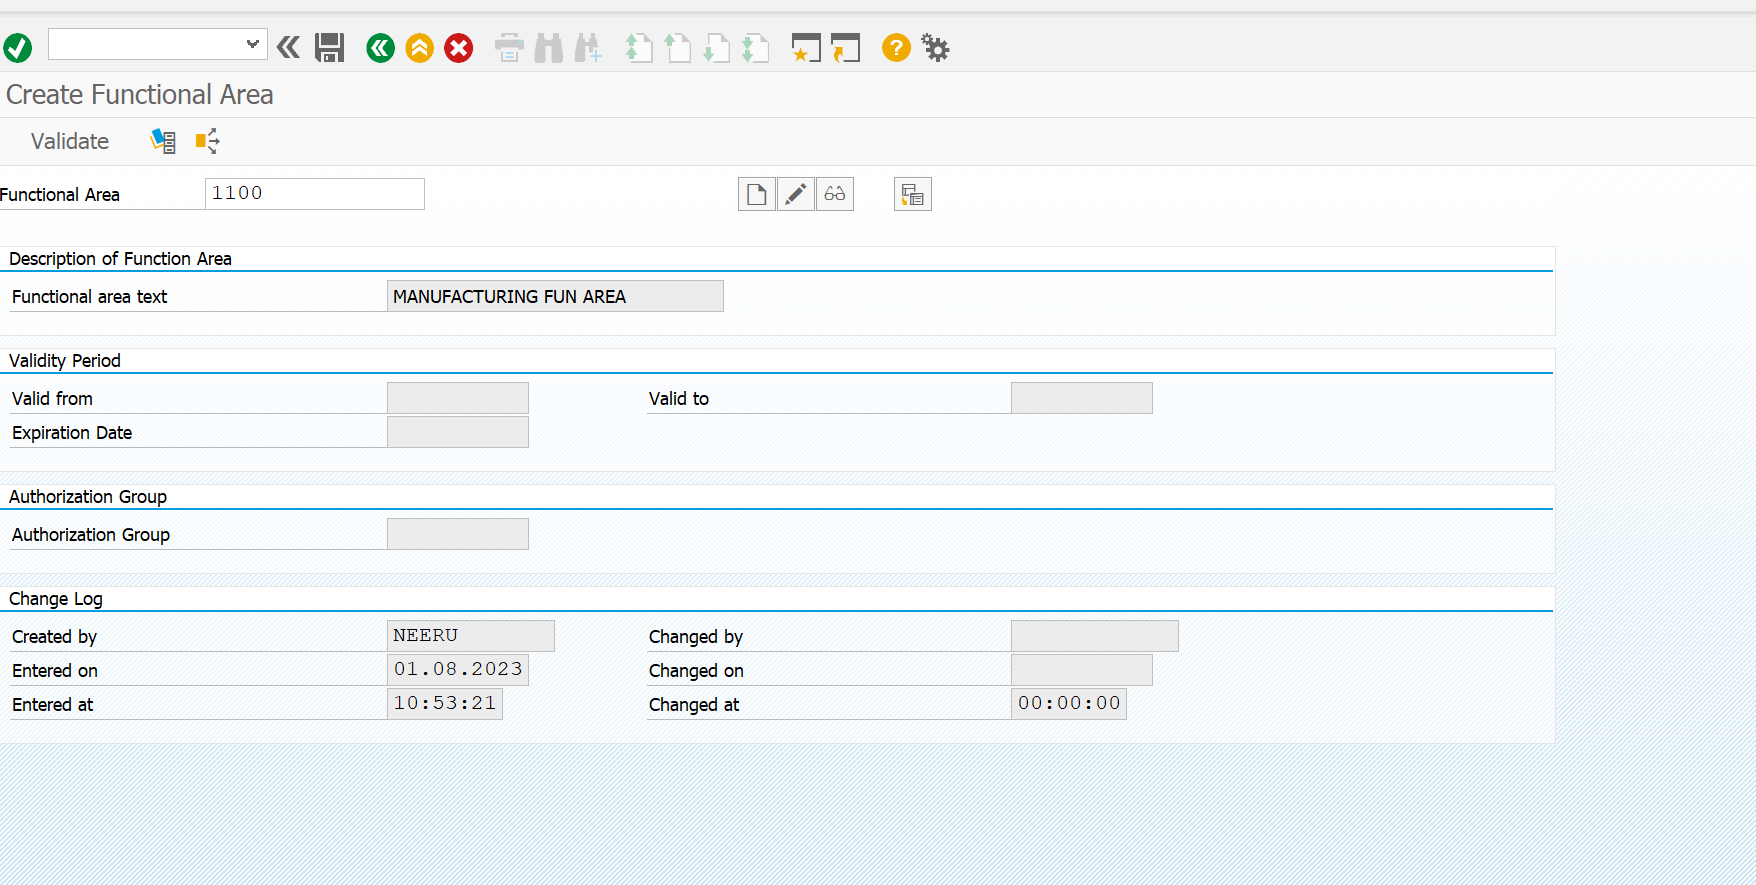 Create Functional Area
Validate
Functional Area 1100
Description of Function Area
Functional area text MANUFACTURING FUN AREA
Validity Period
Valid from Valid to
Expiration Date
Authorization Group
Authorization Group
Change Log
Created by NEERU Changed by
Entered on 01.08.2023 Changed on
Entered at 10:53:21 Changed at 00:00:00